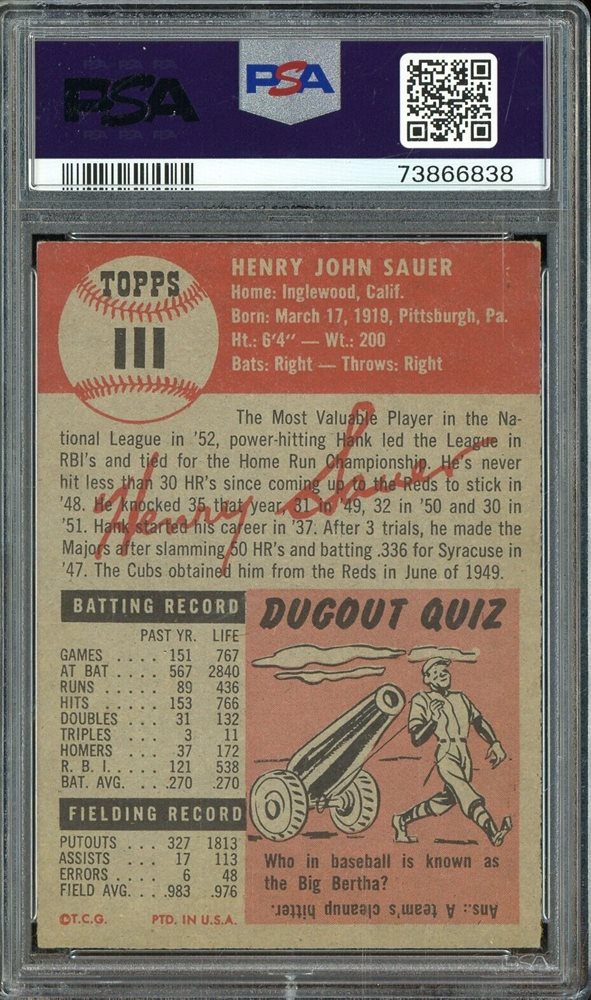 PSA
PSA
73866838
TOPPS
111
HENRY JOHN SAUER
Home: Inglewood, Calif.
Born: March 17, 1919, Pittsburgh, Pa.
Ht.: 6'4" — Wt.: 200
Bats: Right — Throws: Right
The Most Valuable Player in the Na-
tional League in '52, power-hitting Hank led the League in
RBI's and tied for the Home Run Championship. He's never
hit less than 30 HR's since coming up to the Reds to stick in
'48. He knocked 35 that year, 31 in '49, 32 in '50 and 30 in
'51. Hank started his career in '37. After 3 trials, he made the
Majors after slamming 50 HR's and batting .336 for Syracuse in
'47. The Cubs obtained him from the Reds in June of 1949.
Henry Sauer
BATTING RECORD
PAST YR. LIFE
GAMES .... 151 767
AT BAT .... 567 2840
RUNS .... 89 436
HITS .... 153 766
DOUBLES ... 31 132
TRIPLES ... 3 11
HOMERS ... 37 172
R. B. I. .... 121 538
BAT. AVG. .. .270 .270
FIELDING RECORD
PUTOUTS ... 327 1813
ASSISTS ... 17 113
ERRORS .... 6 48
FIELD AVG. .. .983 .976
©T.C.G. PTD. IN U.S.A.
DUGOUT QUIZ
Who in baseball is known as
the Big Bertha?
Ans.: A team's cleanup hitter.
PSA